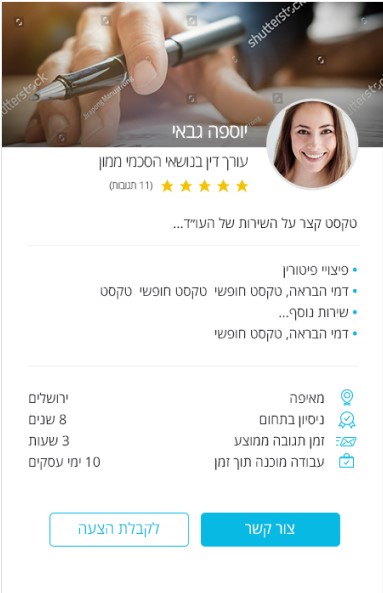 shutterstock
shutterstock
יוספה גבאי
עורך דין בנושאי הסכמי ממון
(11 תגובות)
טקסט קצר על השירות של העו״ד...
• פיצויי פיטורין
• דמי הבראה, טקסט חופשי טקסט חופשי טקסט
• שירות נוסף...
• דמי הבראה, טקסט חופשי
מאיפה ירושלים
ניסיון בתחום 8 שנים
זמן תגובה ממוצע 3 שעות
עבודה מוכנה תוך זמן 10 ימי עסקים
צור קשר
לקבלת הצעה